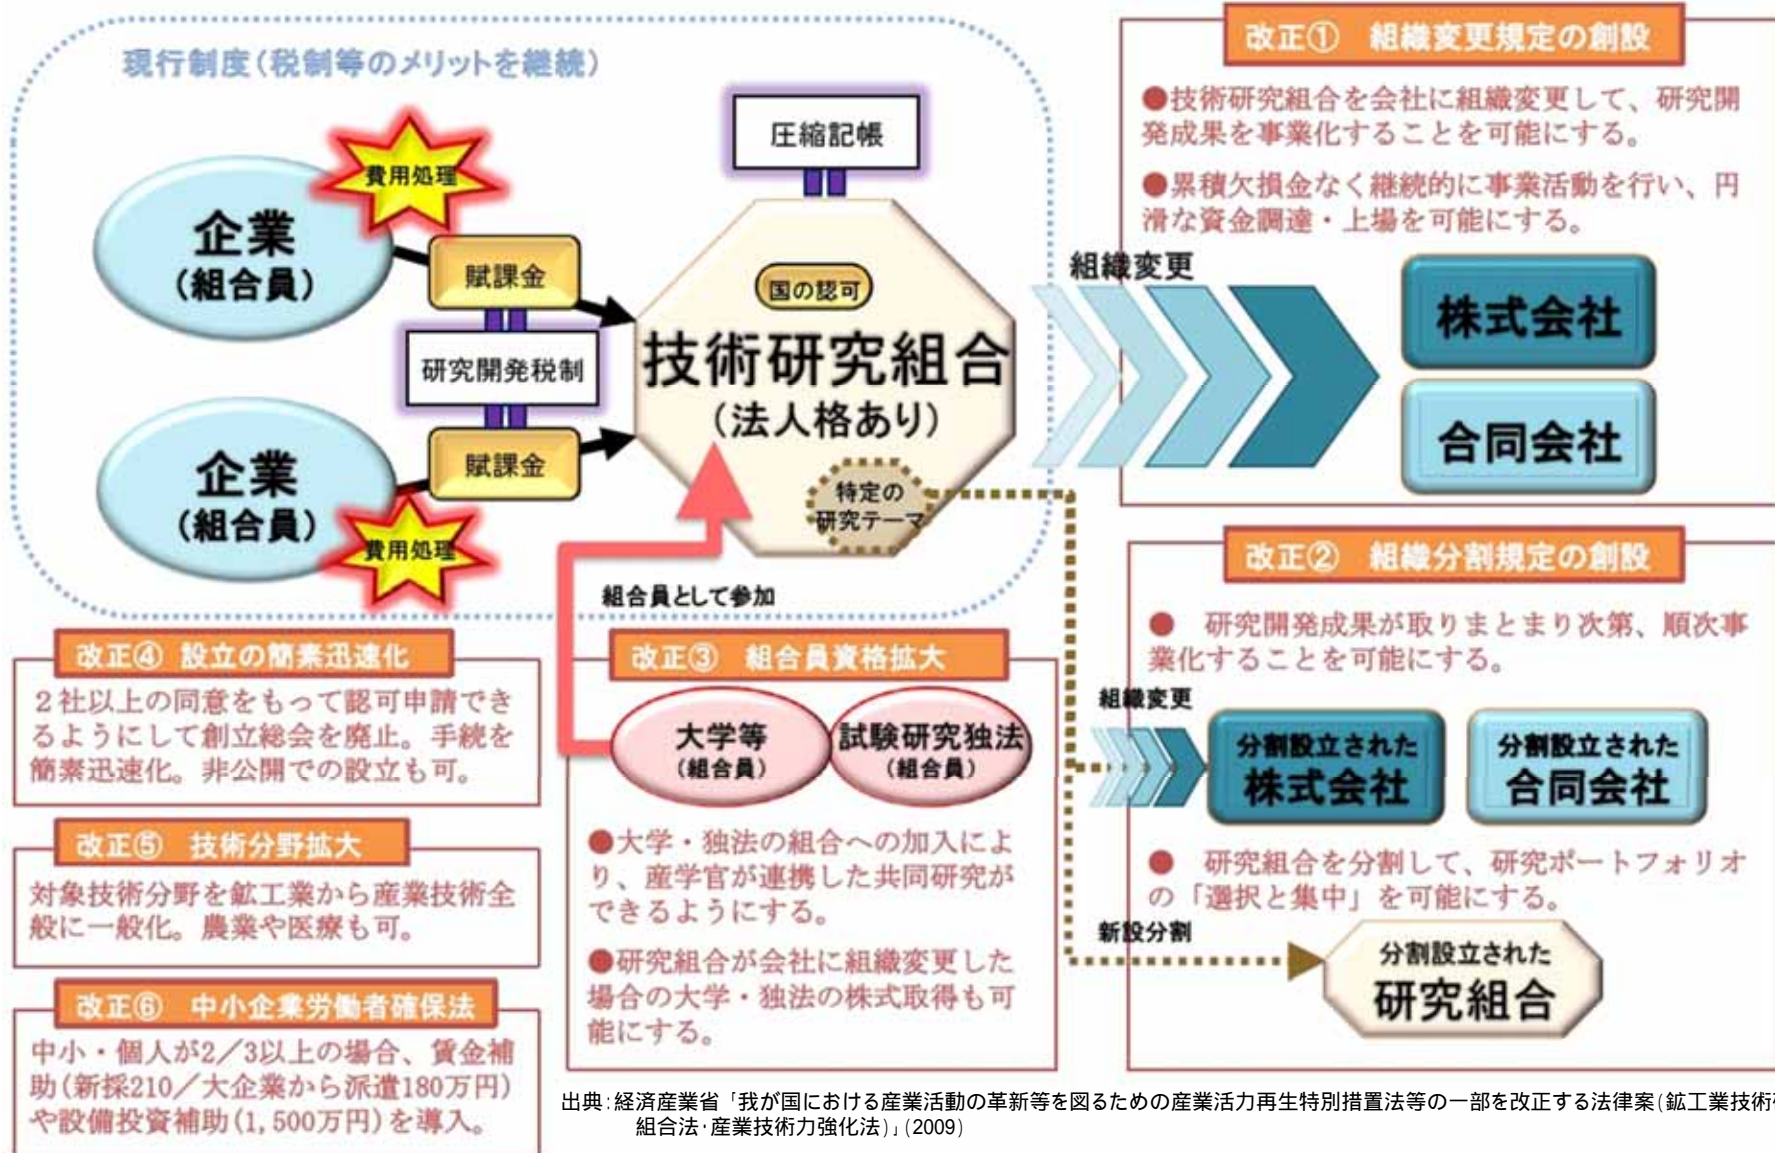 現行制度（税制等のメリットを継続）
費用処理
企業
（組合員）
賦課金
研究開発税制
企業
（組合員）
賦課金
費用処理
圧縮記帳
国の認可
技術研究組合
（法人格あり）
特定の
研究テーマ
組合員として参加
組織変更
改正① 組織変更規定の創設
●技術研究組合を会社に組織変更して、研究開
発成果を事業化することを可能にする。
●累積欠損金なく継続的に事業活動を行い、円
滑な資金調達・上場を可能にする。
株式会社
合同会社
改正② 組織分割規定の創設
● 研究開発成果が取りまとまり次第、順次事
業化することを可能にする。
組織変更
分割設立された
株式会社
分割設立された
合同会社
● 研究組合を分割して、研究ポートフォリオ
の「選択と集中」を可能にする。
新設分割
分割設立された
研究組合
改正③ 組合員資格拡大
大学等
（組合員）
試験研究独法
（組合員）
●大学・独法の組合への加入によ
り、産学官が連携した共同研究が
できるようにする。
●研究組合が会社に組織変更した
場合の大学・独法の株式取得も可
能にする。
改正④ 設立の簡素迅速化
２社以上の同意をもって認可申請でき
るようにして創立総会を廃止。手続を
簡素迅速化。非公開での設立も可。
改正⑤ 技術分野拡大
対象技術分野を鉱工業から産業技術全
般に一般化。農業や医療も可。
改正⑥ 中小企業労働者確保法
中小・個人が2／3以上の場合、賃金補
助(新採210／大企業から派遣180万円)
や設備投資補助(1,500万円)を導入。
出典：経済産業省「我が国における産業活動の革新等を図るための産業活力再生特別措置法等の一部を改正する法律案（鉱工業技術
組合法・産業技術力強化法）」（2009）